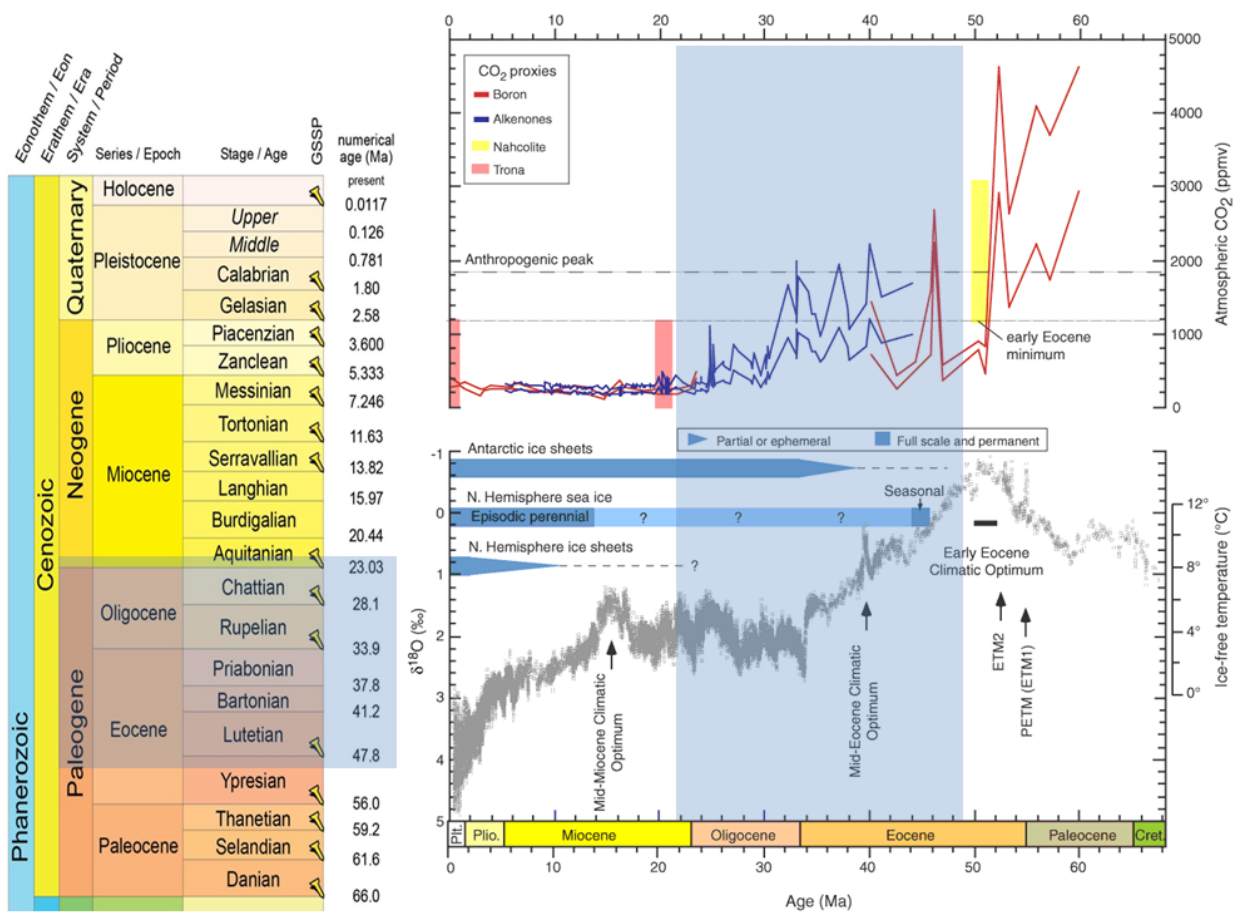 Eonothem / Eon
Erathem / Era
System / Period
Series / Epoch
Stage / Age
GSSP
numerical
age (Ma)
Phanerozoic
Cenozoic
Quaternary
Neogene
Paleogene
Holocene
Pleistocene
Pliocene
Miocene
Oligocene
Eocene
Paleocene
Upper
Middle
Calabrian
Gelasian
Piacenzian
Zanclean
Messinian
Tortonian
Serravallian
Langhian
Burdigalian
Aquitanian
Chattian
Rupelian
Priabonian
Bartonian
Lutetian
Ypresian
Thanetian
Selandian
Danian
present
0.0117
0.126
0.781
1.80
2.58
3.600
5.333
7.246
11.63
13.82
15.97
20.44
23.03
28.1
33.9
37.8
41.2
47.8
56.0
59.2
61.6
66.0
0 10 20 30 40 50 60
CO2 proxies
Boron
Alkenones
Nahcolite
Trona
Anthropogenic peak
early Eocene
minimum
5000
4000
3000
2000
1000
0
Atmospheric CO2 (ppmv)
Partial or ephemeral
Full scale and permanent
Antarctic ice sheets
N. Hemisphere sea ice
Seasonal
Episodic perennial ? ? ?
N. Hemisphere ice sheets
?
Early Eocene
Climatic Optimum
Mid-Miocene Climatic
Optimum
Mid-Eocene Climatic
Optimum
ETM2
PETM (ETM1)
-1
0
1
2
3
4
5
δ18O (‰)
12°
8°
4°
0°
Ice-free temperature (°C)
Plt. Plio. Miocene Oligocene Eocene Paleocene Cret.
0 10 20 30 40 50 60
Age (Ma)